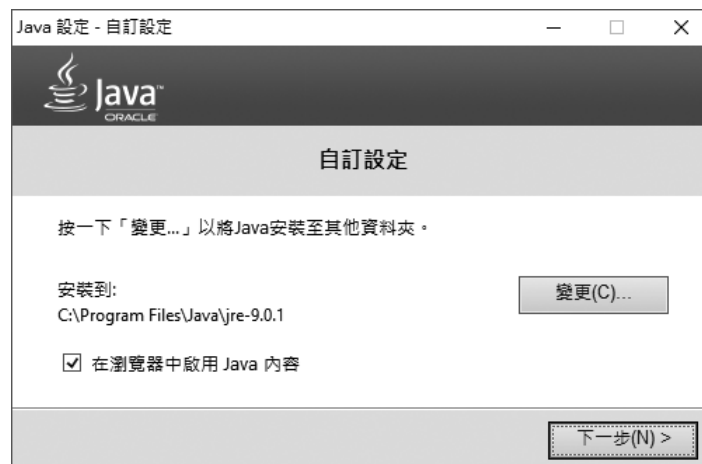 Java 設定 - 自訂設定
Java™
ORACLE
自訂設定
按一下「變更...」以將Java安裝至其他資料夾。
安裝到:
C:\Program Files\Java\jre-9.0.1
變更(C)...
在瀏覽器中啟用 Java 內容
下一步(N) >